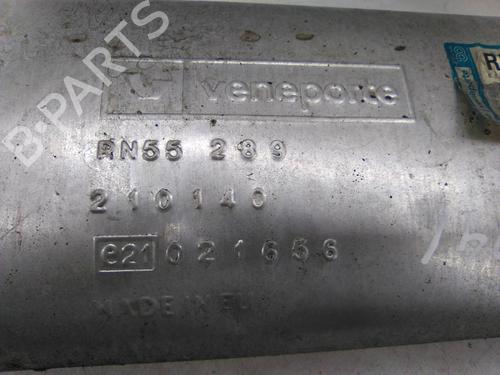 veneporte
RN55 289
210140
e21 021656
MADE IN EU
B-PARTS